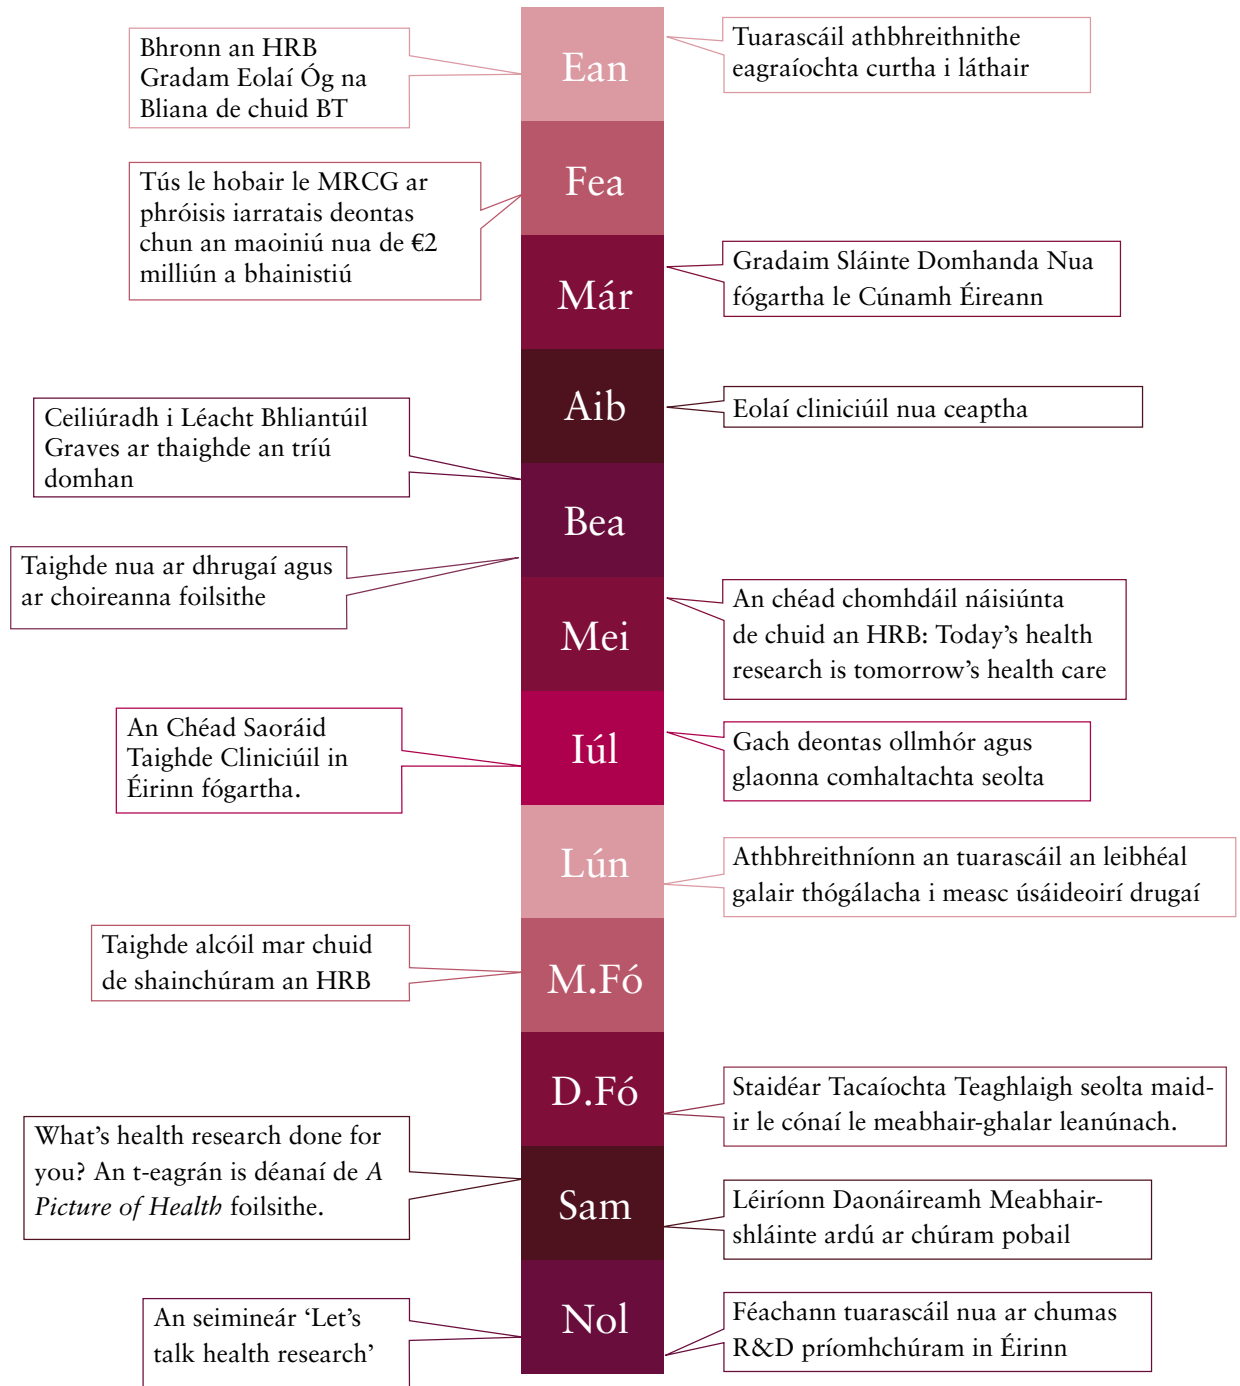 Bhronn an HRB
Gradam Eolaí Óg na
Bliana de chuid BT
Ean
Tuarascáil athbhreithnithe
eagraíochta curtha i láthair
Tús le hobair le MRCG ar
phróisis iarratais deontas
chun an maoiniú nua de €2
milliún a bhainistiú
Fea
Már
Gradaim Sláinte Domhanda Nua
fógartha le Cúnamh Éireann
Aib
Eolaí cliniciúil nua ceaptha
Ceiliúradh i Léacht Bhliantúil
Graves ar thaighde an tríú
domhan
Bea
Taighde nua ar dhrugaí agus
ar choireanna foilsithe
Mei
An chéad chomhdáil náisiúnta
de chuid an HRB: Today's health
research is tomorrow's health care
An Chéad Saoráid
Taighde Cliniciúil in
Éirinn fógartha.
Iúl
Gach deontas ollmhór agus
glaonna comhaltachta seolta
Lún
Athbhreithníonn an tuarascáil an leibhéal
galair thógálacha i measc úsáideoirí drugaí
Taighde alcóil mar chuid
de shainchúram an HRB
M.Fó
D.Fó
Staidéar Tacaíochta Teaghlaigh seolta maid-
ir le cónaí le meabhair-ghalar leanúnach.
What's health research done for
you? An t-eagrán is déanaí de A
Picture of Health foilsithe.
Sam
Léiríonn Daonáireamh Meabhair-
shláinte ardú ar chúram pobail
An seimineár 'Let's
talk health research'
Nol
Féachann tuarascáil nua ar chumas
R&D príomhchúram in Éirinn